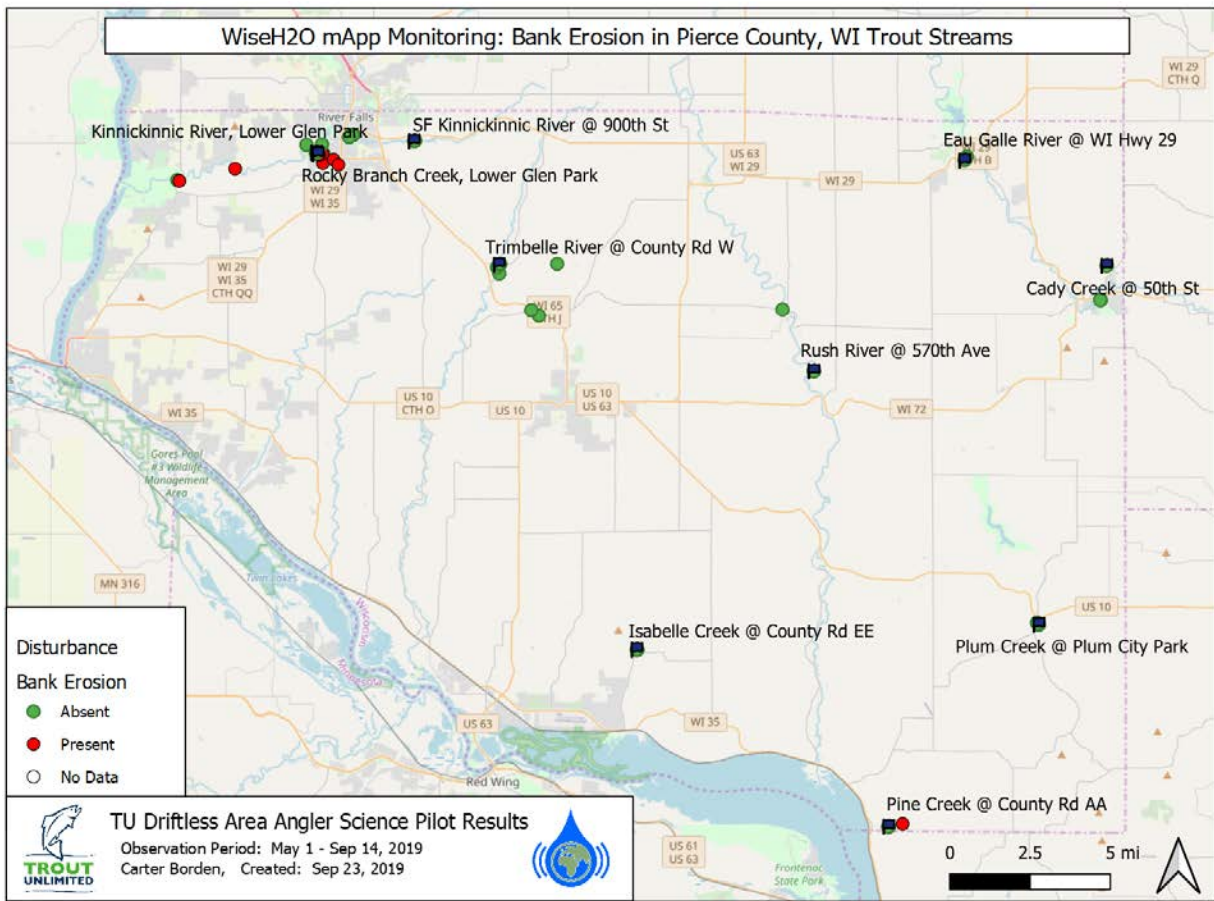 WiseH2O mApp Monitoring: Bank Erosion in Pierce County, WI Trout Streams
WI 29
CTH Q
River Falls
Kinnickinnic River, Lower Glen Park
SF Kinnickinnic River @ 900th St
Eau Galle River @ WI Hwy 29
US 63
WI 29
WI 29
Rocky Branch Creek, Lower Glen Park
WI 29
WI 35
Trimbelle River @ County Rd W
WI 29
WI 35
CTH QQ
Cady Creek @ 50th St
WI 65
CTH J
Rush River @ 570th Ave
US 10
CTH O
US 10
US 10
US 63
WI 72
WI 35
Gores Pool
#3 Wildlife
Management
Area
Twin Lakes
MN 316
Wisconsin
Minnesota
US 10
Isabelle Creek @ County Rd EE
Plum Creek @ Plum City Park
US 63
WI 35
Red Wing
Pine Creek @ County Rd AA
US 61
US 63
Frontenac
State Park
0 2.5 5 mi
Disturbance
Bank Erosion
Absent
Present
No Data
TROUT
UNLIMITED
TU Driftless Area Angler Science Pilot Results
Observation Period: May 1 - Sep 14, 2019
Carter Borden, Created: Sep 23, 2019